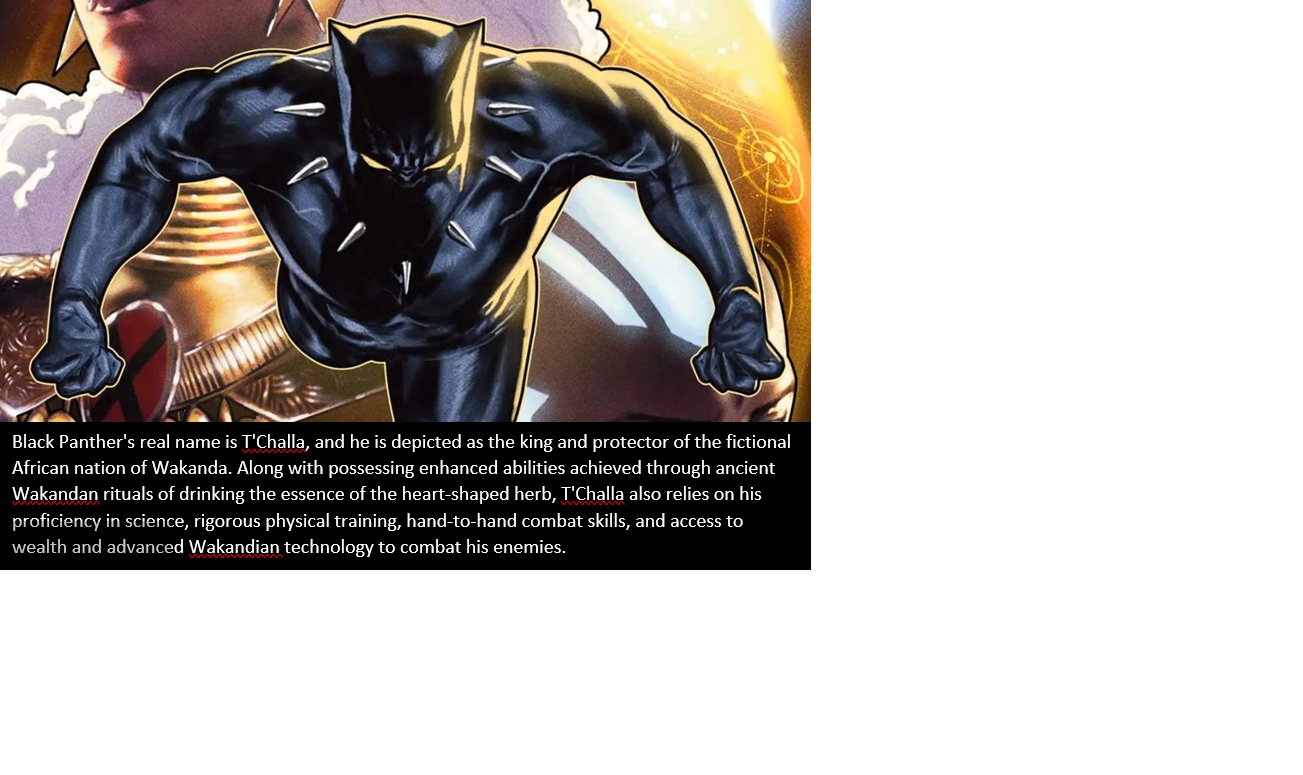 Black Panther's real name is T'Challa, and he is depicted as the king and protector of the fictional
African nation of Wakanda. Along with possessing enhanced abilities achieved through ancient
Wakandan rituals of drinking the essence of the heart-shaped herb, T'Challa also relies on his
proficiency in science, rigorous physical training, hand-to-hand combat skills, and access to
wealth and advanced Wakandian technology to combat his enemies.